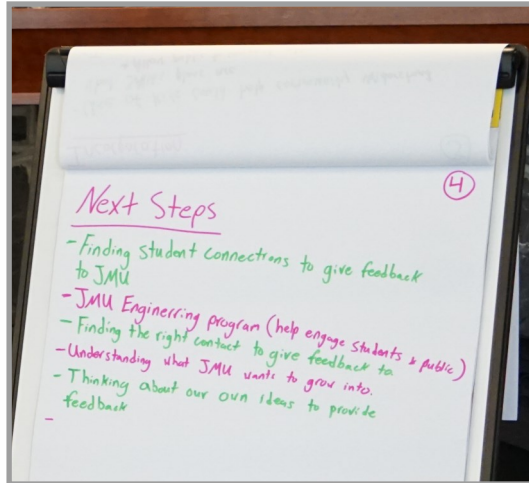 4
Next Steps
- Finding student connections to give feedback
to JMU
- JMU Enginerring program (help engage students & public)
- Finding the right contact to give feedback to
- Understanding what JMU wants to grow into.
- Thinking about our own ideas to provide
feedback
-